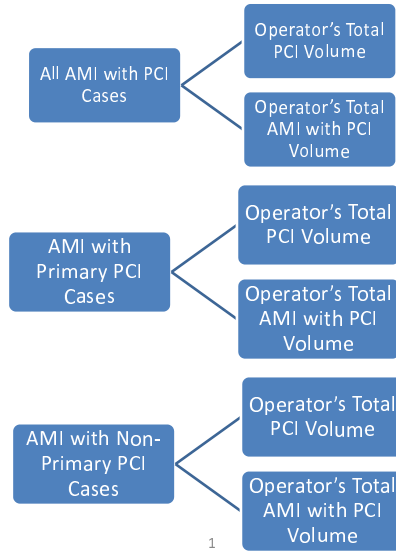 All AMI with PCI
Cases
Operator’s Total
PCI Volume
Operator’s Total
AMI with PCI
Volume
AMI with
Primary PCI
Cases
Operator’s Total
PCI Volume
Operator’s Total
AMI with PCI
Volume
AMI with Non-
Primary PCI
Cases
Operator’s Total
PCI Volume
Operator’s Total
AMI with PCI
Volume
1